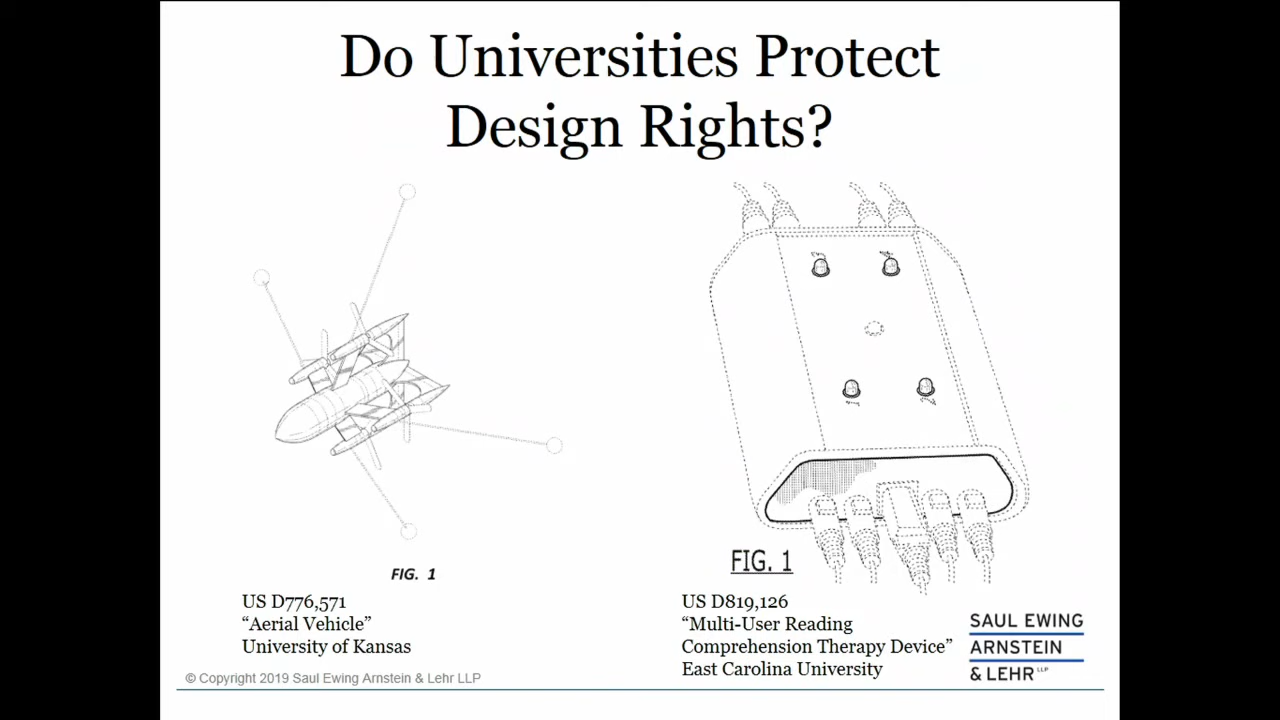 Do Universities Protect
Design Rights?
FIG. 1
US D776,571
“Aerial Vehicle”
University of Kansas
FIG. 1
US D819,126
“Multi-User Reading
Comprehension Therapy Device”
East Carolina University
SAUL EWING
ARNSTEIN
& LEHR LLP
© Copyright 2019 Saul Ewing Arnstein & Lehr LLP